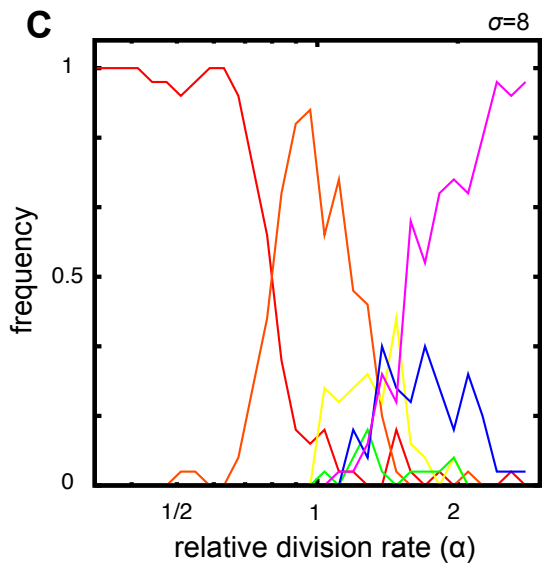 C
σ=8
1
0.5
0
frequency
1/2
1
2
relative division rate (α)